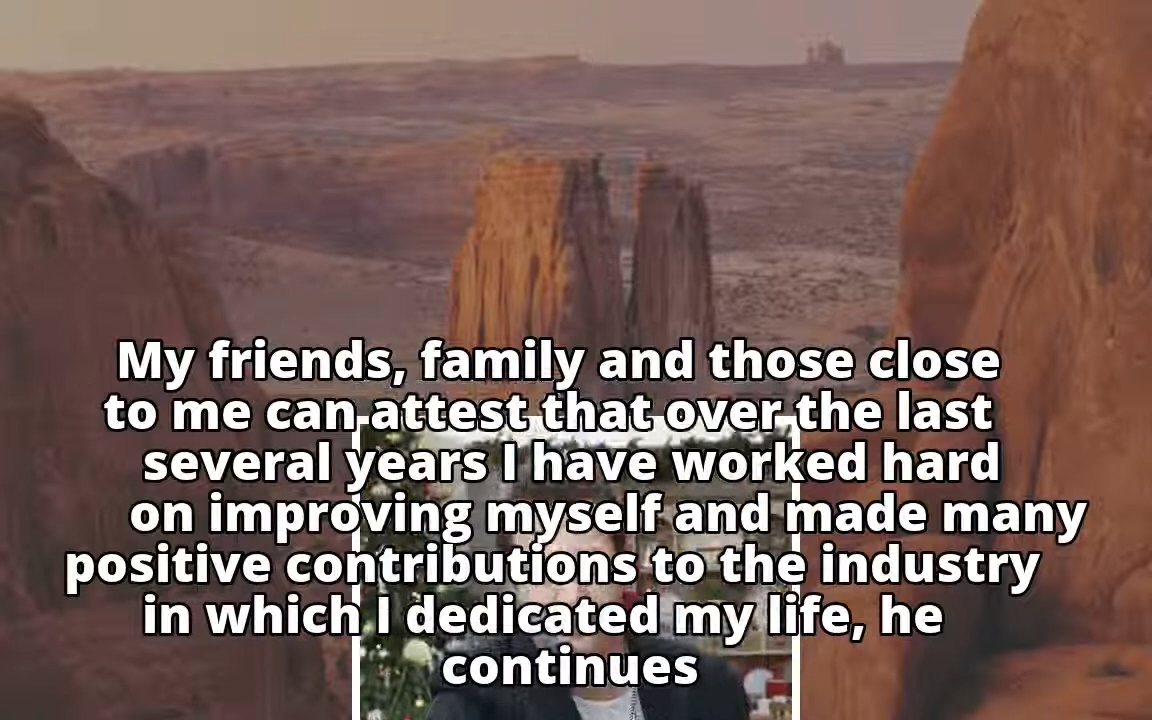 My friends, family and those close
to me can attest that over the last
several years I have worked hard
on improving myself and made many
positive contributions to the industry
in which I dedicated my life, he
continues